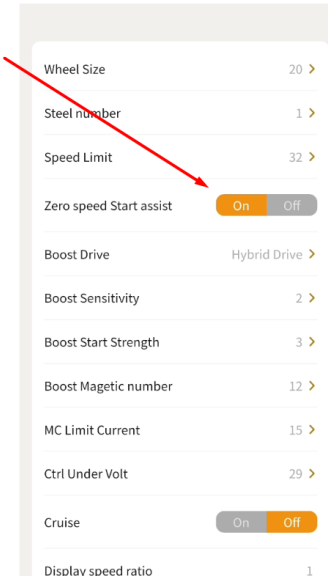 Wheel Size 20 >
Steel number 1 >
Speed Limit 32 >
Zero speed Start assist On Off
Boost Drive Hybrid Drive >
Boost Sensitivity 2 >
Boost Start Strength 3 >
Boost Magetic number 12 >
MC Limit Current 15 >
Ctrl Under Volt 29 >
Cruise On Off
Display speed ratio 1